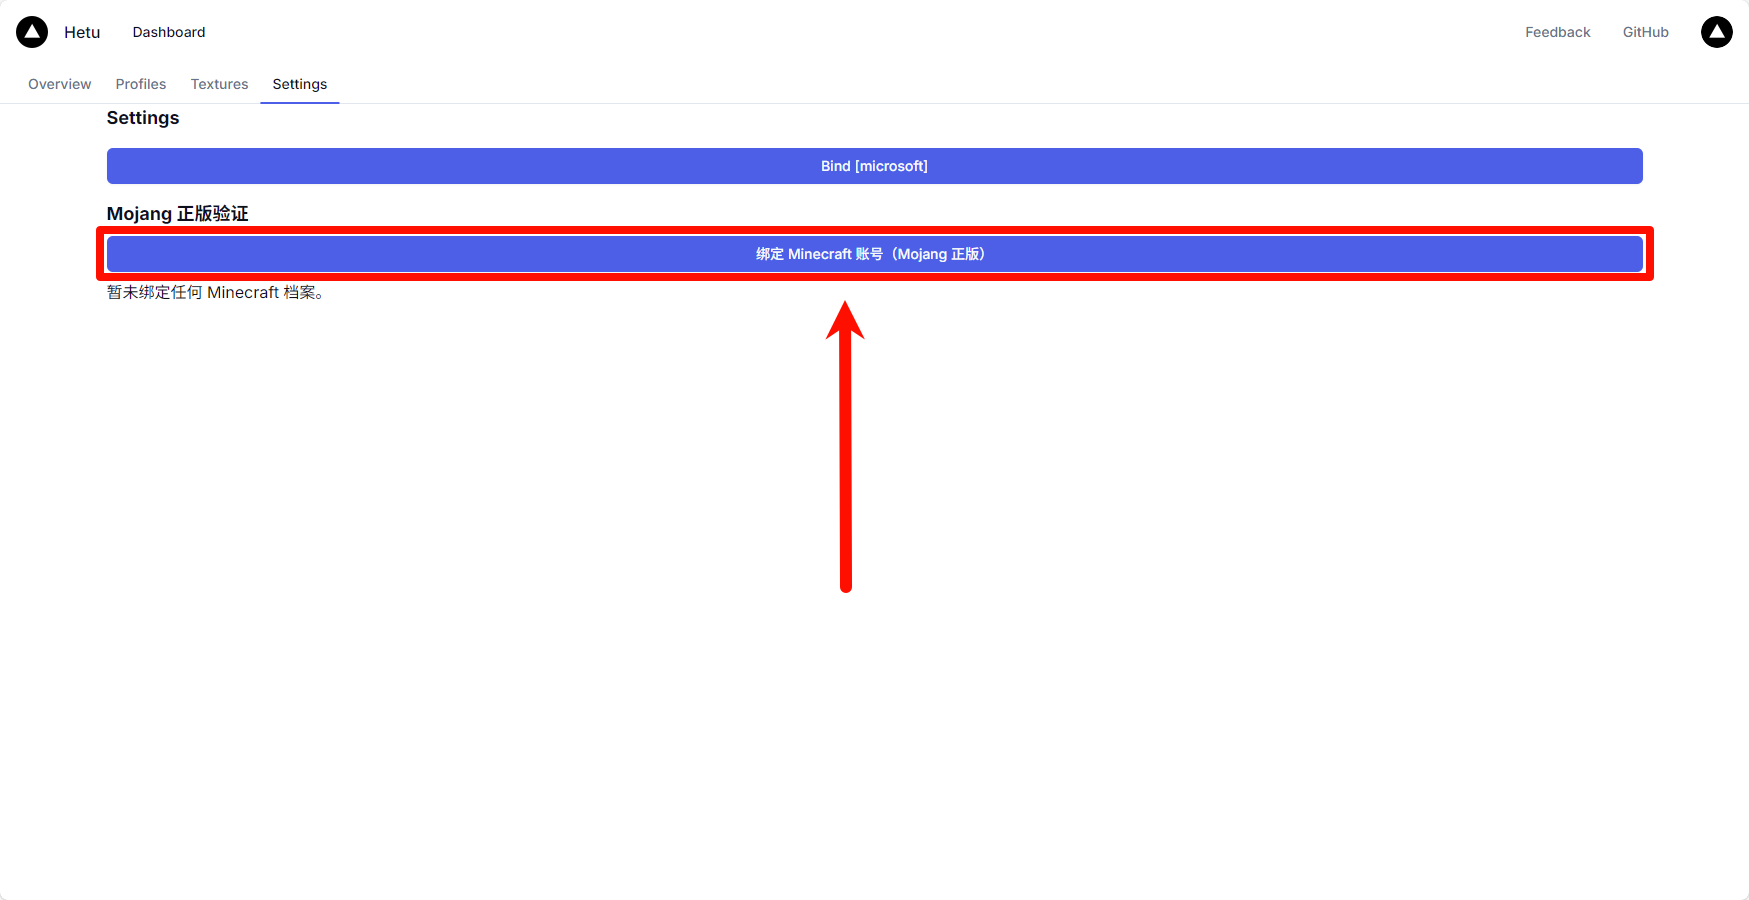 Hetu Dashboard Feedback GitHub
Overview Profiles Textures Settings
Settings
Bind [microsoft]
Mojang 正版验证
绑定 Minecraft 账号（Mojang 正版）
暂未绑定任何 Minecraft 档案。